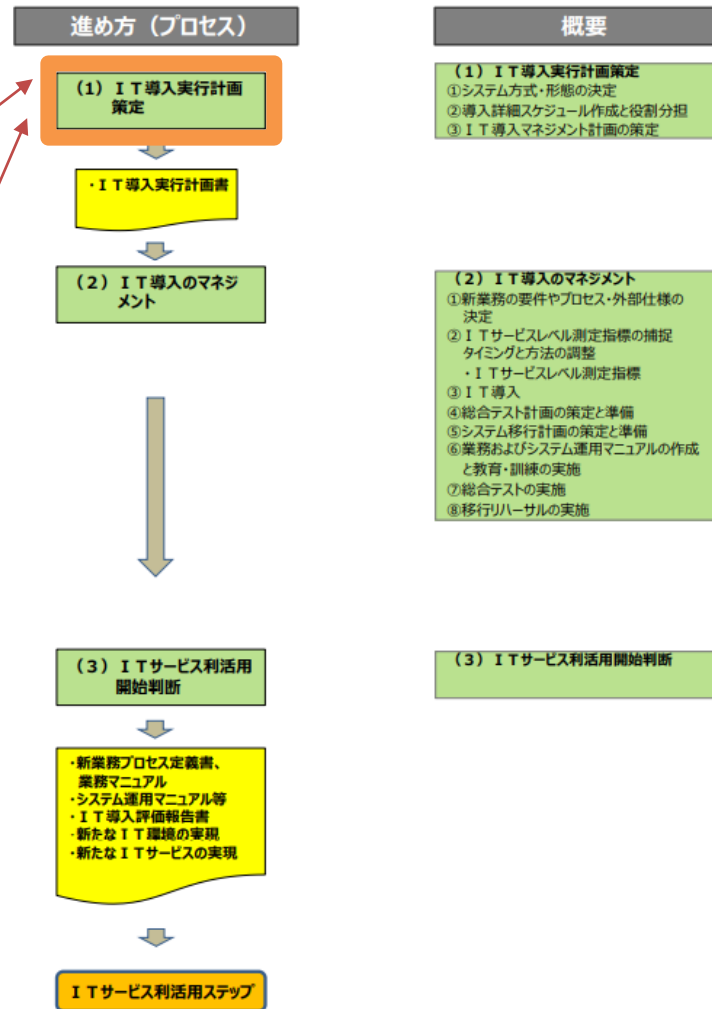 進め方（プロセス）
（1）ＩＴ導入実行計画
策定
・ＩＴ導入実行計画書
（2）ＩＴ導入のマネジ
メント
（3）ＩＴサービス利活用
開始判断
・新業務プロセス定義書、
業務マニュアル
・システム運用マニュアル等
・ＩＴ導入評価報告書
・新たなＩＴ環境の実現
・新たなＩＴサービスの実現
ＩＴサービス利活用ステップ
概要
（1）ＩＴ導入実行計画策定
①システム方式・形態の決定
②導入詳細スケジュール作成と役割分担
③ＩＴ導入マネジメント計画の策定
（2）ＩＴ導入のマネジメント
①新業務の要件やプロセス・外部仕様の
決定
②ＩＴサービスレベル測定指標の捕捉
タイミングと方法の調整
・ＩＴサービスレベル測定指標
③ＩＴ導入
④総合テスト計画の策定と準備
⑤システム移行計画の策定と準備
⑥業務およびシステム運用マニュアルの作成
と教育・訓練の実施
⑦総合テストの実施
⑧移行リハーサルの実施
（3）ＩＴサービス利活用開始判断